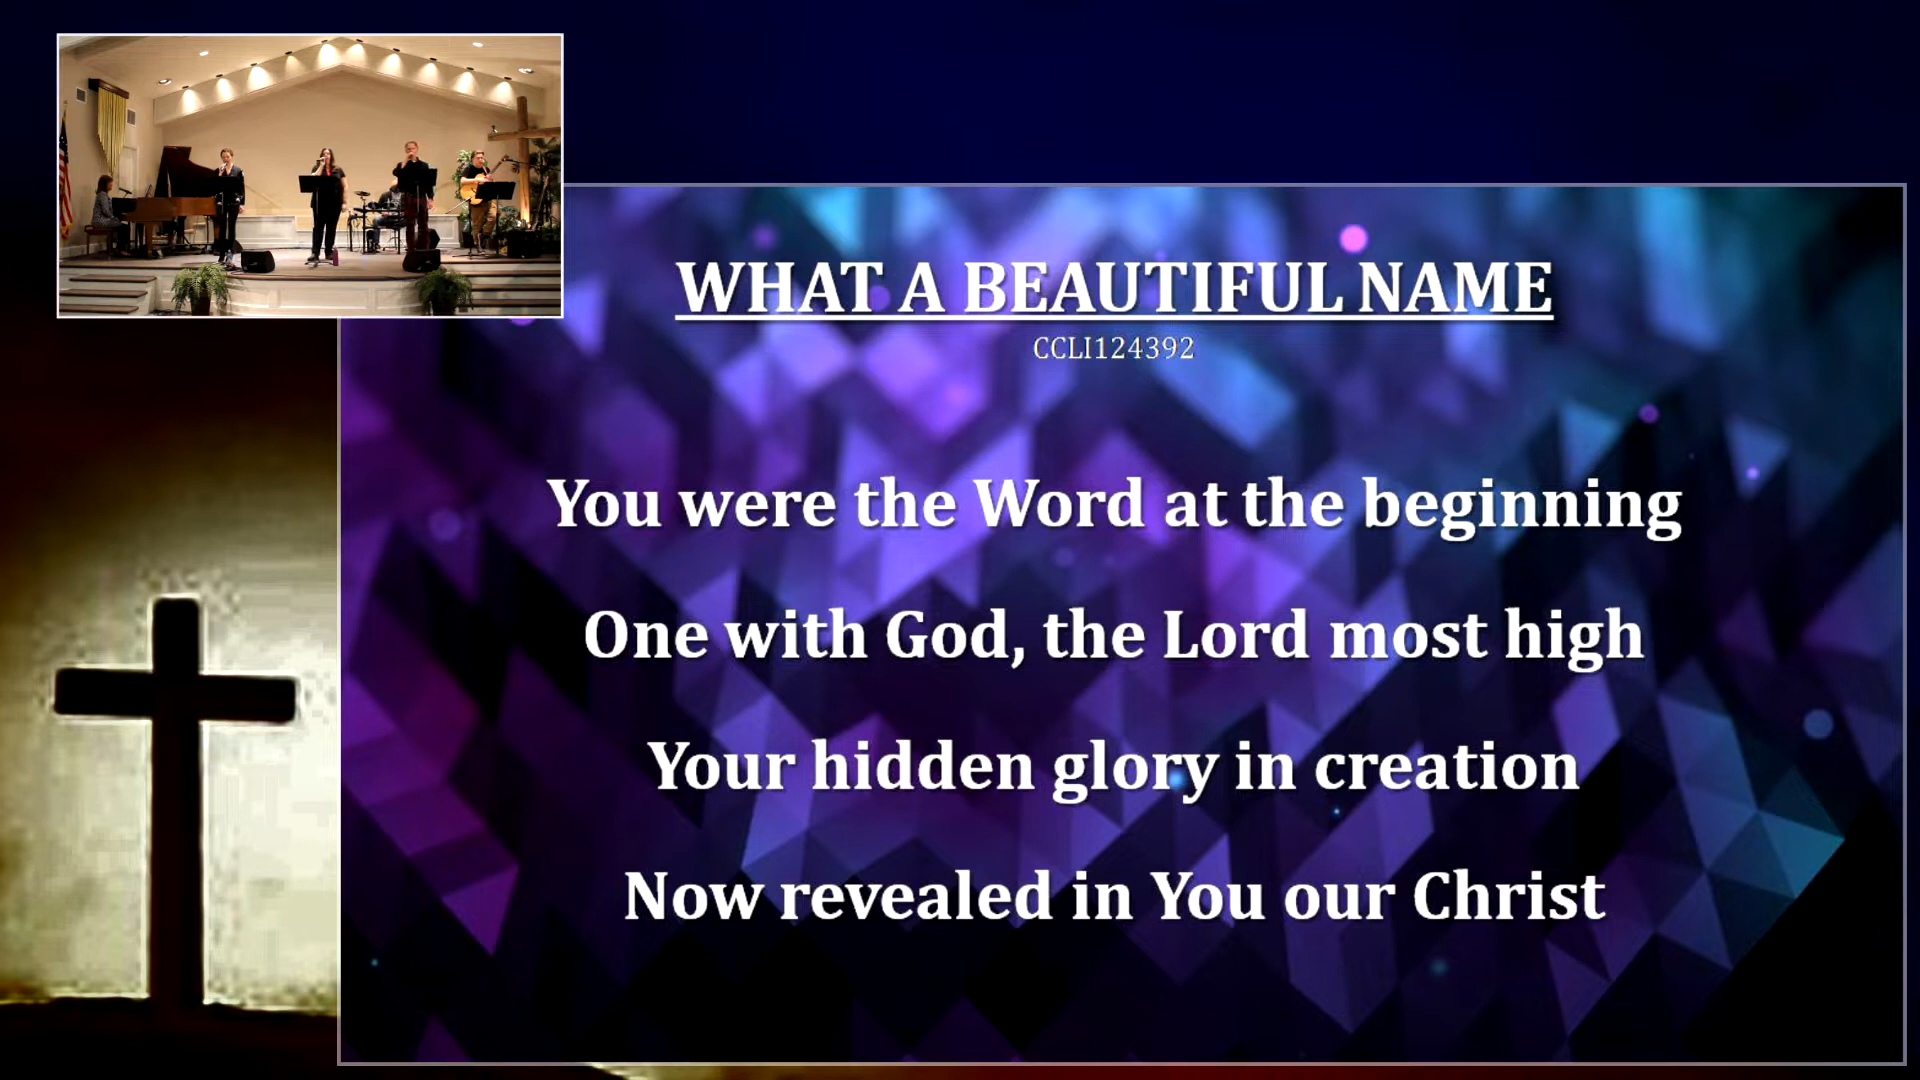 WHAT A BEAUTIFUL NAME
CCLI124392
You were the Word at the beginning
One with God, the Lord most high
Your hidden glory in creation
Now revealed in You our Christ